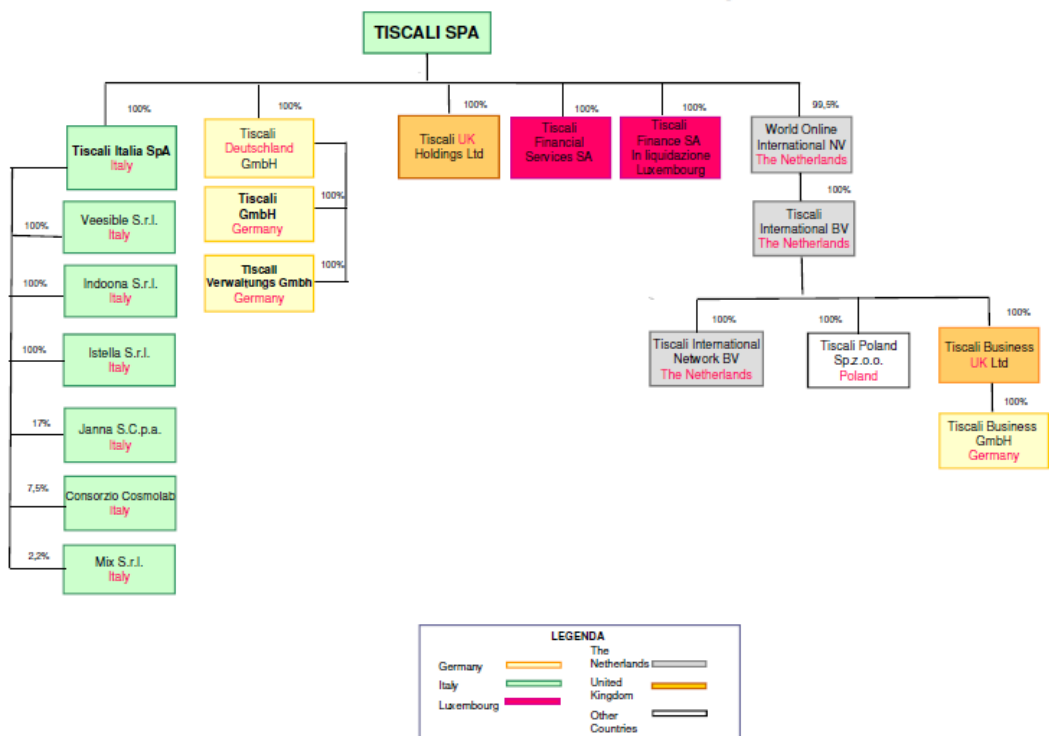 TISCALI SPA
100%
100%
100%
100%
100%
99,5%
Tiscali Italia SpA
Italy
Tiscali
Deutschland
GmbH
Tiscali UK
Holdings Ltd
Tiscali
Financial
Services SA
Tiscali
Finance SA
In liquidazione
Luxembourg
World Online
International NV
The Netherlands
100%
Veesible S.r.l.
Italy
100%
Tiscali
GmbH
Germany
100%
Tiscali
International BV
The Netherlands
100%
Indoona S.r.l.
Italy
100%
Tiscali
Verwaltungs Gmbh
Germany
100%
Istella S.r.l.
Italy
100%
Tiscali International
Network BV
The Netherlands
100%
Tiscali Poland
Sp.z.o.o.
Poland
100%
Tiscali Business
UK Ltd
17%
Janna S.C.p.a.
Italy
100%
Tiscali Business
GmbH
Germany
7,5%
Consorzio Cosmolab
Italy
2,2%
Mix S.r.l.
Italy
LEGENDA
Germany
Italy
Luxembourg
The
Netherlands
United
Kingdom
Other
Countries